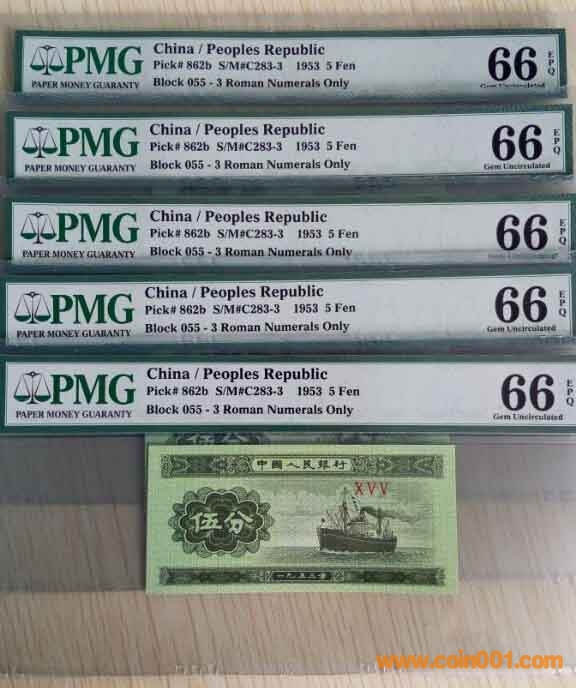 PMG
PAPER MONEY GUARANTY
China / Peoples Republic
Pick# 862b S/M#C283-3 1953 5 Fen
Block 055 - 3 Roman Numerals Only
66
EPQ
Gem Uncirculated
PMG
PAPER MONEY GUARANTY
China / Peoples Republic
Pick# 862b S/M#C283-3 1953 5 Fen
Block 055 - 3 Roman Numerals Only
66
EPQ
Gem Uncirculated
PMG
PAPER MONEY GUARANTY
China / Peoples Republic
Pick# 862b S/M#C283-3 1953 5 Fen
Block 055 - 3 Roman Numerals Only
66
EPQ
PMG
PAPER MONEY GUARANTY
China / Peoples Republic
Pick# 862b S/M#C283-3 1953 5 Fen
Block 055 - 3 Roman Numerals Only
66
EPQ
Gem Uncirculated
PMG
PAPER MONEY GUARANTY
China / Peoples Republic
Pick# 862b S/M#C283-3 1953 5 Fen
Block 055 - 3 Roman Numerals Only
66
EPQ
Gem Uncirculated
中國人民銀行
XVV
伍分
一九五三年
www.coin001.com